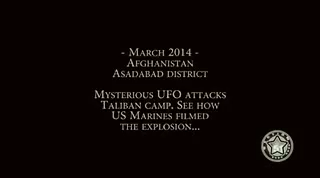 - March 2014 -
Afghanistan
Asadabad district
Mysterious UFO attacks
Taliban camp. See how
US Marines filmed
the explosion...